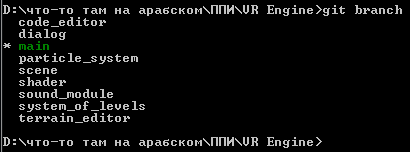 D:\что-то там на арабском\ППИ\VR Engine>git branch
code_editor
dialog
* main
particle_system
scene
shader
sound_module
system_of_levels
terrain_editor
D:\что-то там на арабском\ППИ\VR Engine>